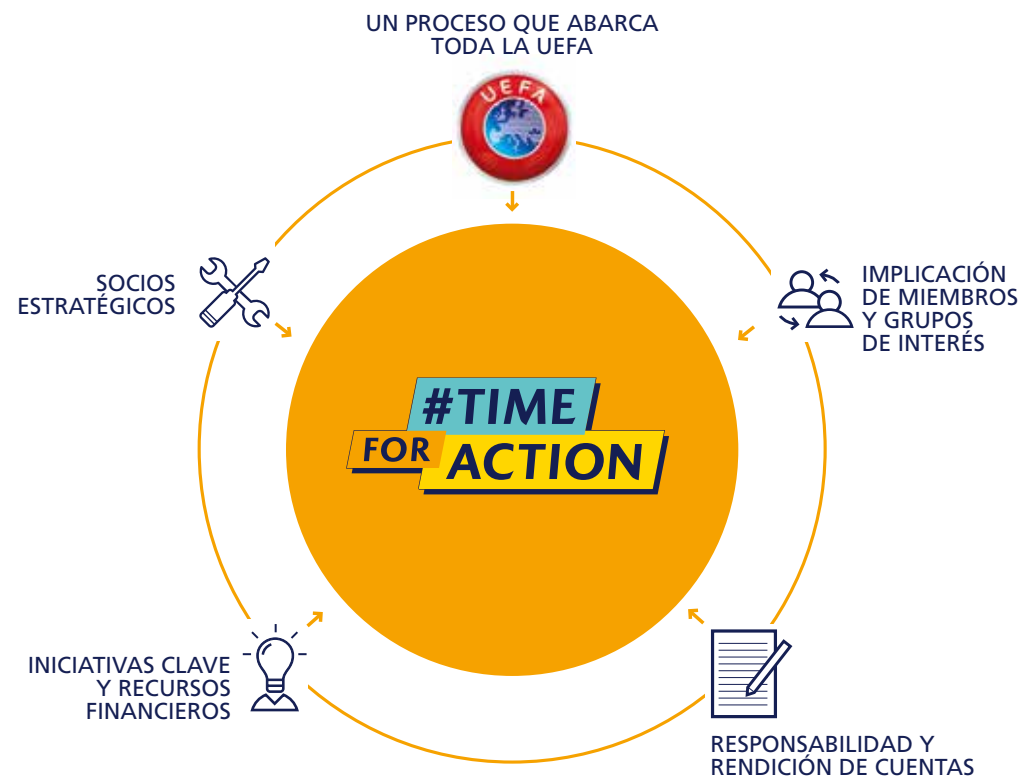 UN PROCESO QUE ABARCA
TODA LA UEFA
UEFA
SOCIOS
ESTRATÉGICOS
IMPLICACIÓN
DE MIEMBROS
Y GRUPOS
DE INTERÉS
#TIME
FOR ACTION
INICIATIVAS CLAVE
Y RECURSOS
FINANCIEROS
RESPONSABILIDAD Y
RENDICIÓN DE CUENTAS